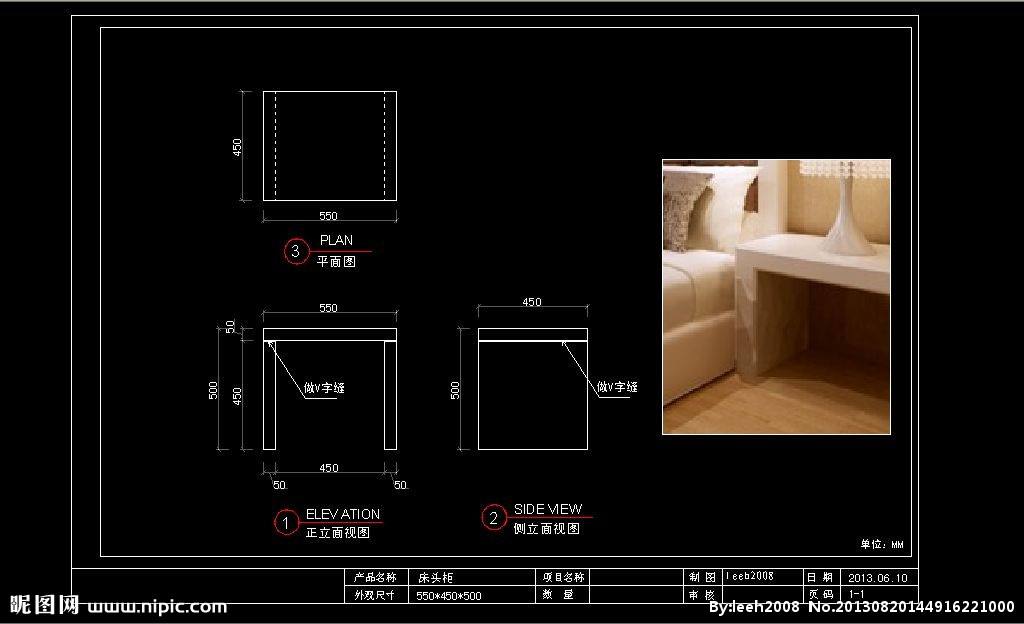 450
550
3 PLAN
平面图
550
50
500
450
做V字缝
450
50.
50.
1 ELEVATION
正立面视图
450
500
做V字缝
2 SIDE VIEW
侧立面视图
单位：MM
产品名称 床头柜 项目名称 制 图 leeh2008 日 期 2013.06.10
外观尺寸 550*450*500 数 量 审 核 页 码 1-1
昵图网 www.nipic.com
By:leeh2008 No.20130820144916221000